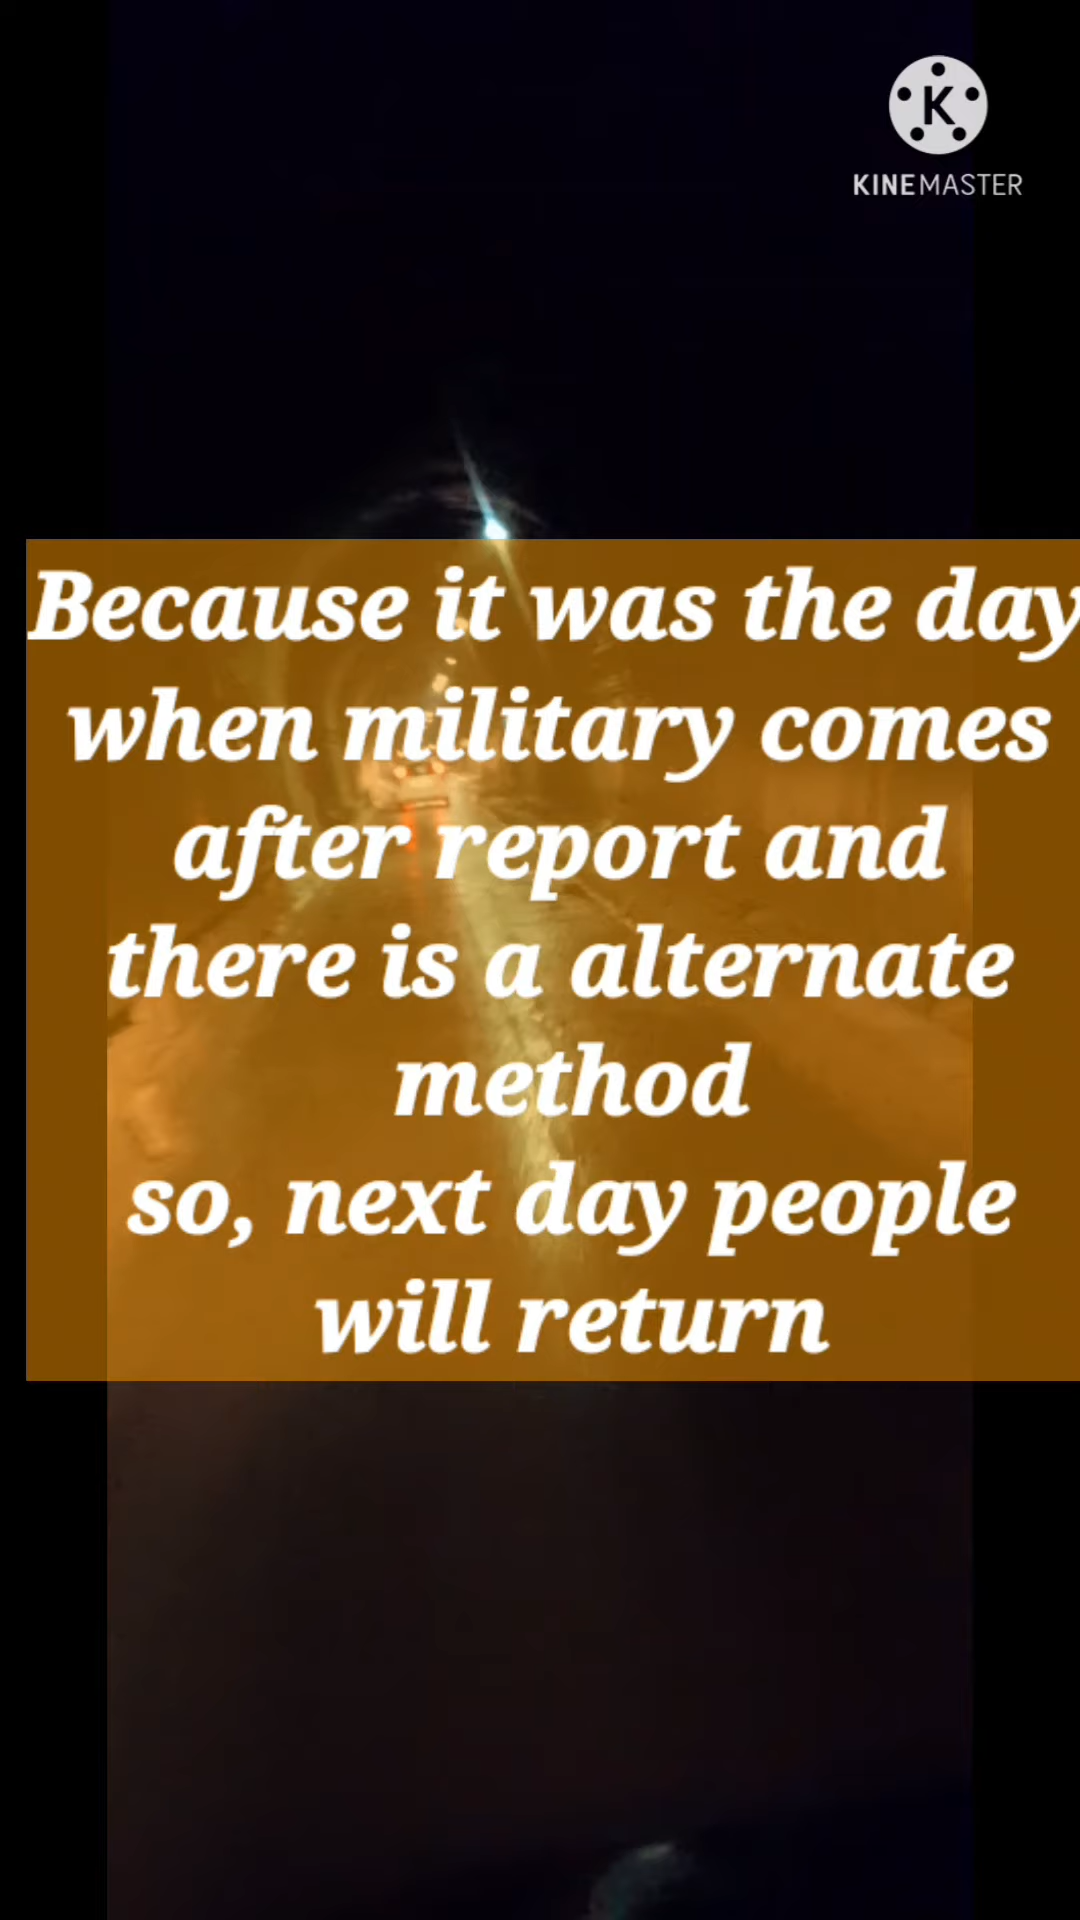 K
KINEMASTER
Because it was the day
when military comes
after report and
there is a alternate
method
so, next day people
will return